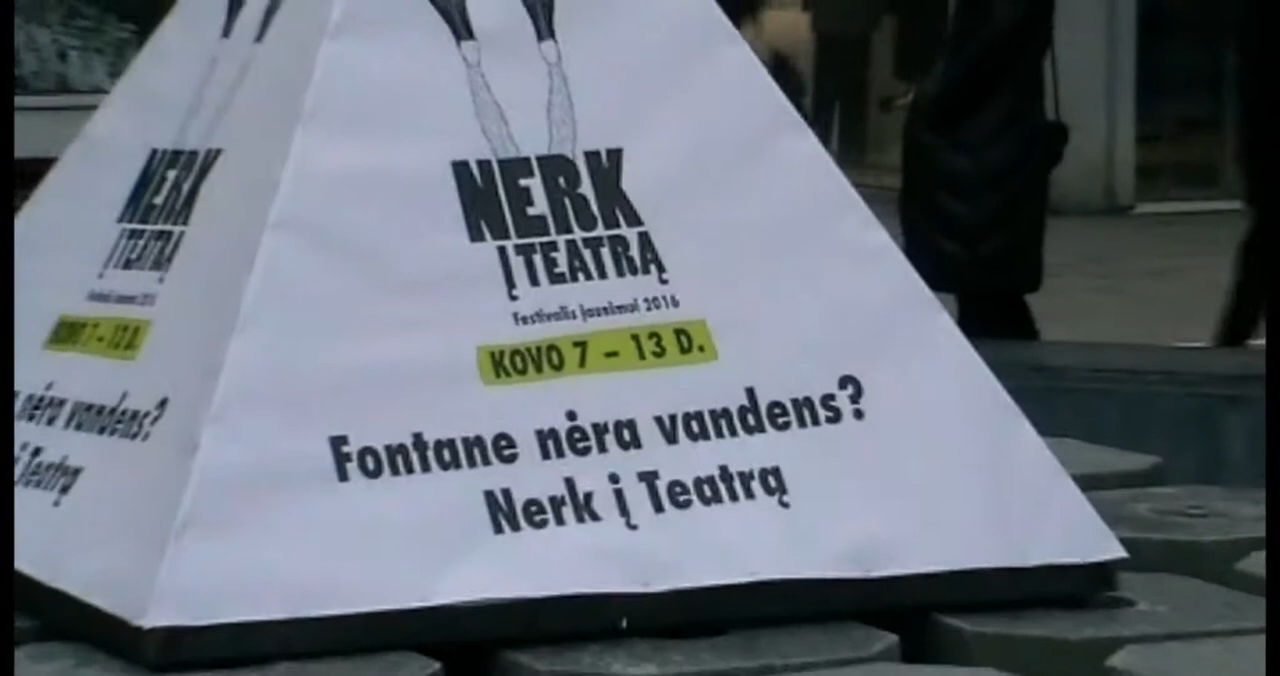 NERK
Į TEATRĄ
KOVO 7 - 13 D.
nėra vandens?
Teatrą
NERK
Į TEATRĄ
Festivalis jaunimui 2016
KOVO 7 – 13 D.
Fontane nėra vandens?
Nerk į Teatrą